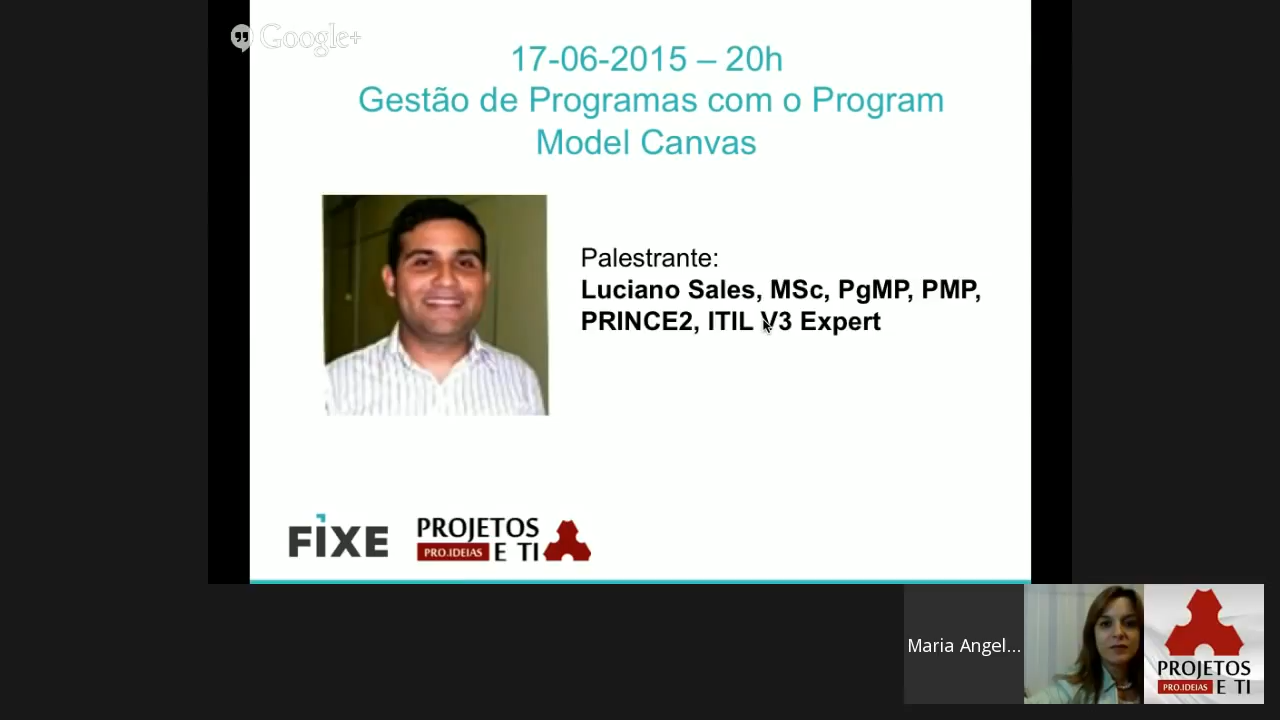 Google+
17-06-2015 – 20h
Gestão de Programas com o Program
Model Canvas
Palestrante:
Luciano Sales, MSc, PgMP, PMP,
PRINCE2, ITIL V3 Expert
FIXE
PROJETOS
PRO.IDEIAS E TI
Maria Angel...
PROJETOS
PRO.IDEIAS E TI